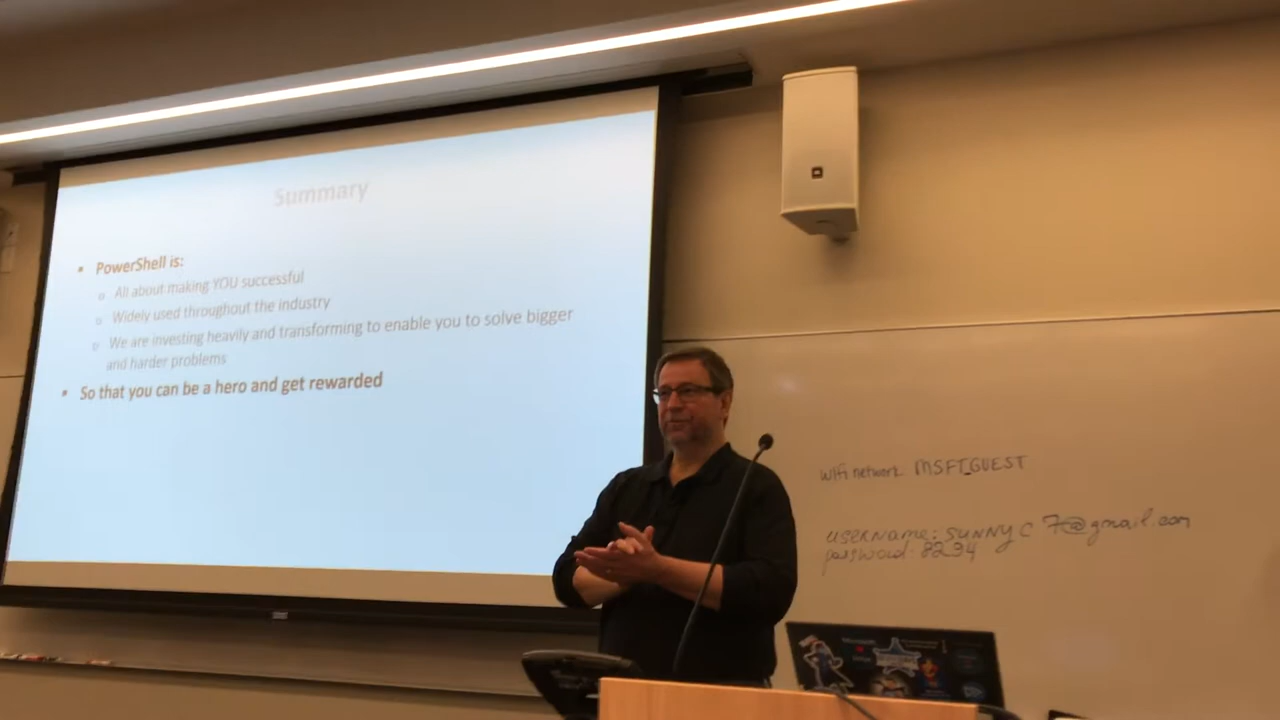 Summary
▪ PowerShell is:
o All about making YOU successful
o Widely used throughout the industry
o We are investing heavily and transforming to enable you to solve bigger
and harder problems
▪ So that you can be a hero and get rewarded
wifi network MSFT_GUEST
username: sunnyc7@gmail.com
password: 8234